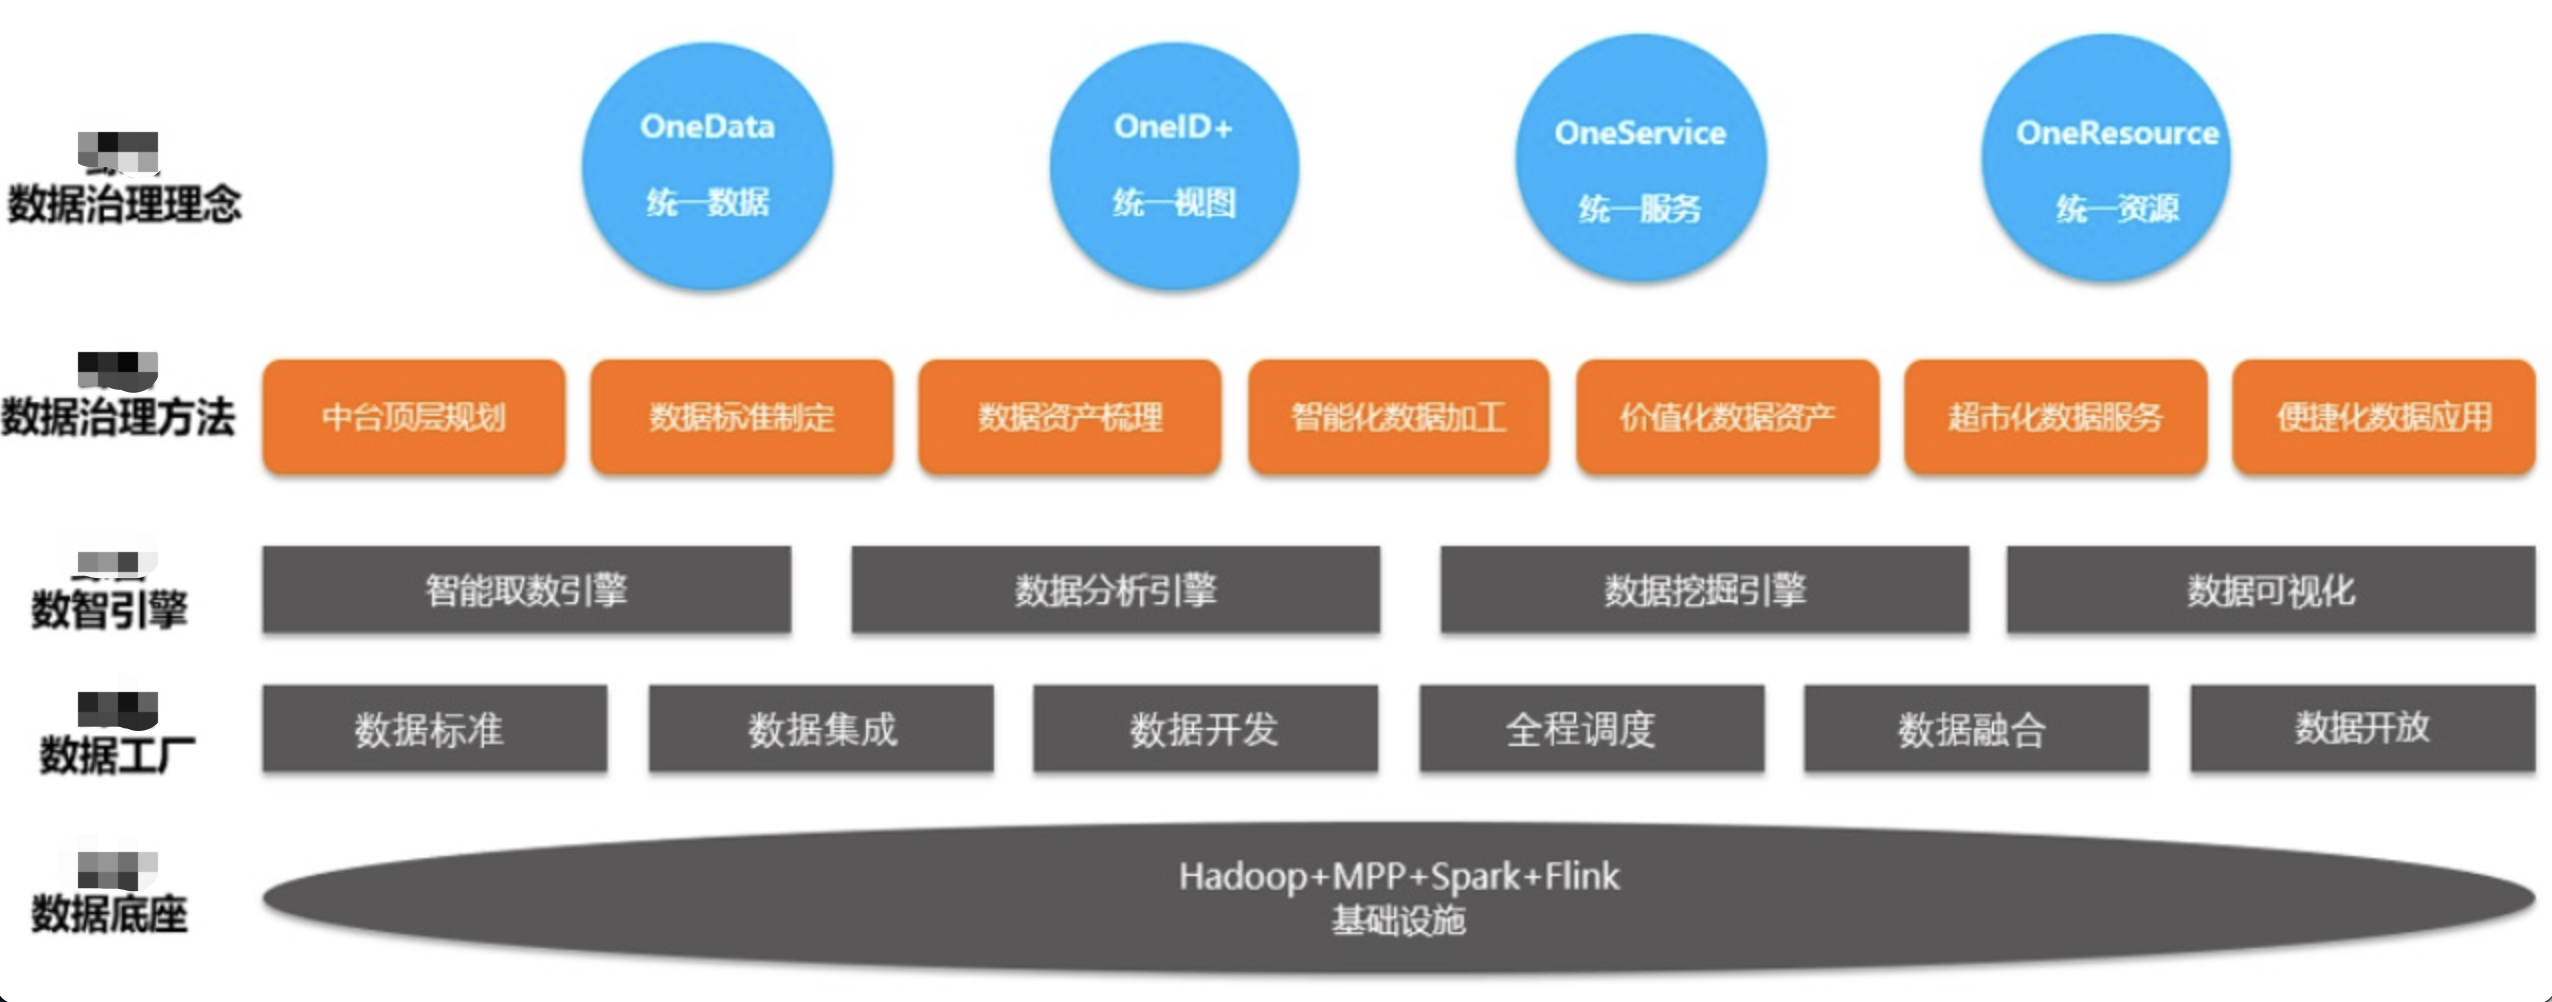 数据治理理念
OneData
统一数据
OneID+
统一视图
OneService
统一服务
OneResource
统一资源
数据治理方法
中台顶层规划
数据标准制定
数据资产梳理
智能化数据加工
价值化数据资产
超市化数据服务
便捷化数据应用
数智引擎
智能取数引擎
数据分析引擎
数据挖掘引擎
数据可视化
数据工厂
数据标准
数据集成
数据开发
全程调度
数据融合
数据开放
数据底座
Hadoop+MPP+Spark+Flink
基础设施